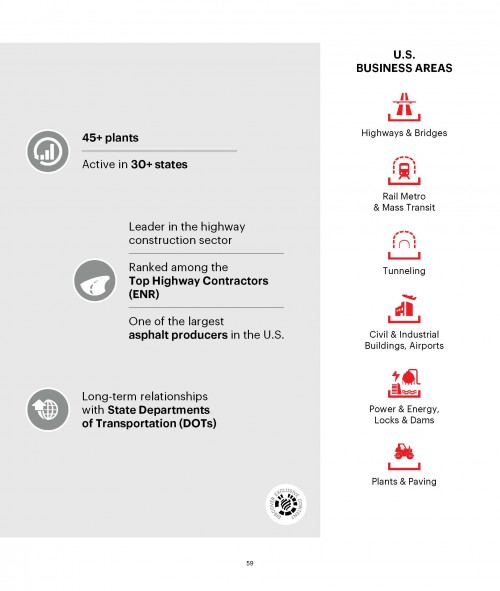 45+ plants
Active in 30+ states
Leader in the highway
construction sector
Ranked among the
Top Highway Contractors
(ENR)
One of the largest
asphalt producers in the U.S.
Long-term relationships
with State Departments
of Transportation (DOTs)
U.S.
BUSINESS AREAS
Highways & Bridges
Rail Metro
& Mass Transit
Tunneling
Civil & Industrial
Buildings, Airports
Power & Energy,
Locks & Dams
Plants & Paving
59